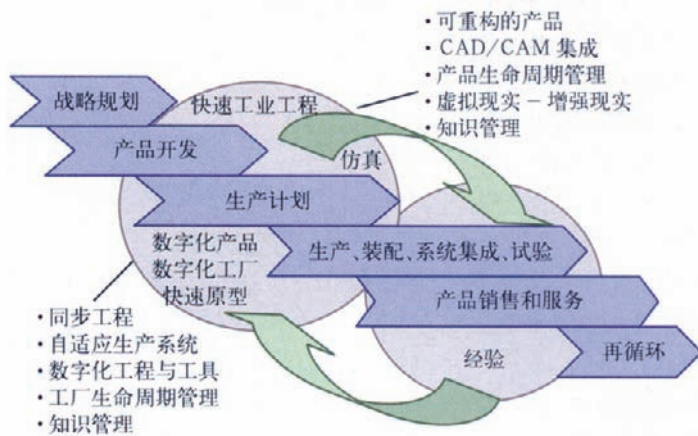 ·可重构的产品
·CAD/CAM 集成
·产品生命周期管理
·虚拟现实－增强现实
·知识管理
战略规划
快速工业工程
产品开发
仿真
生产计划
数字化产品
数字化工厂
快速原型
生产、装配、系统集成、试验
产品销售和服务
经验
再循环
·同步工程
·自适应生产系统
·数字化工程与工具
·工厂生命周期管理
·知识管理